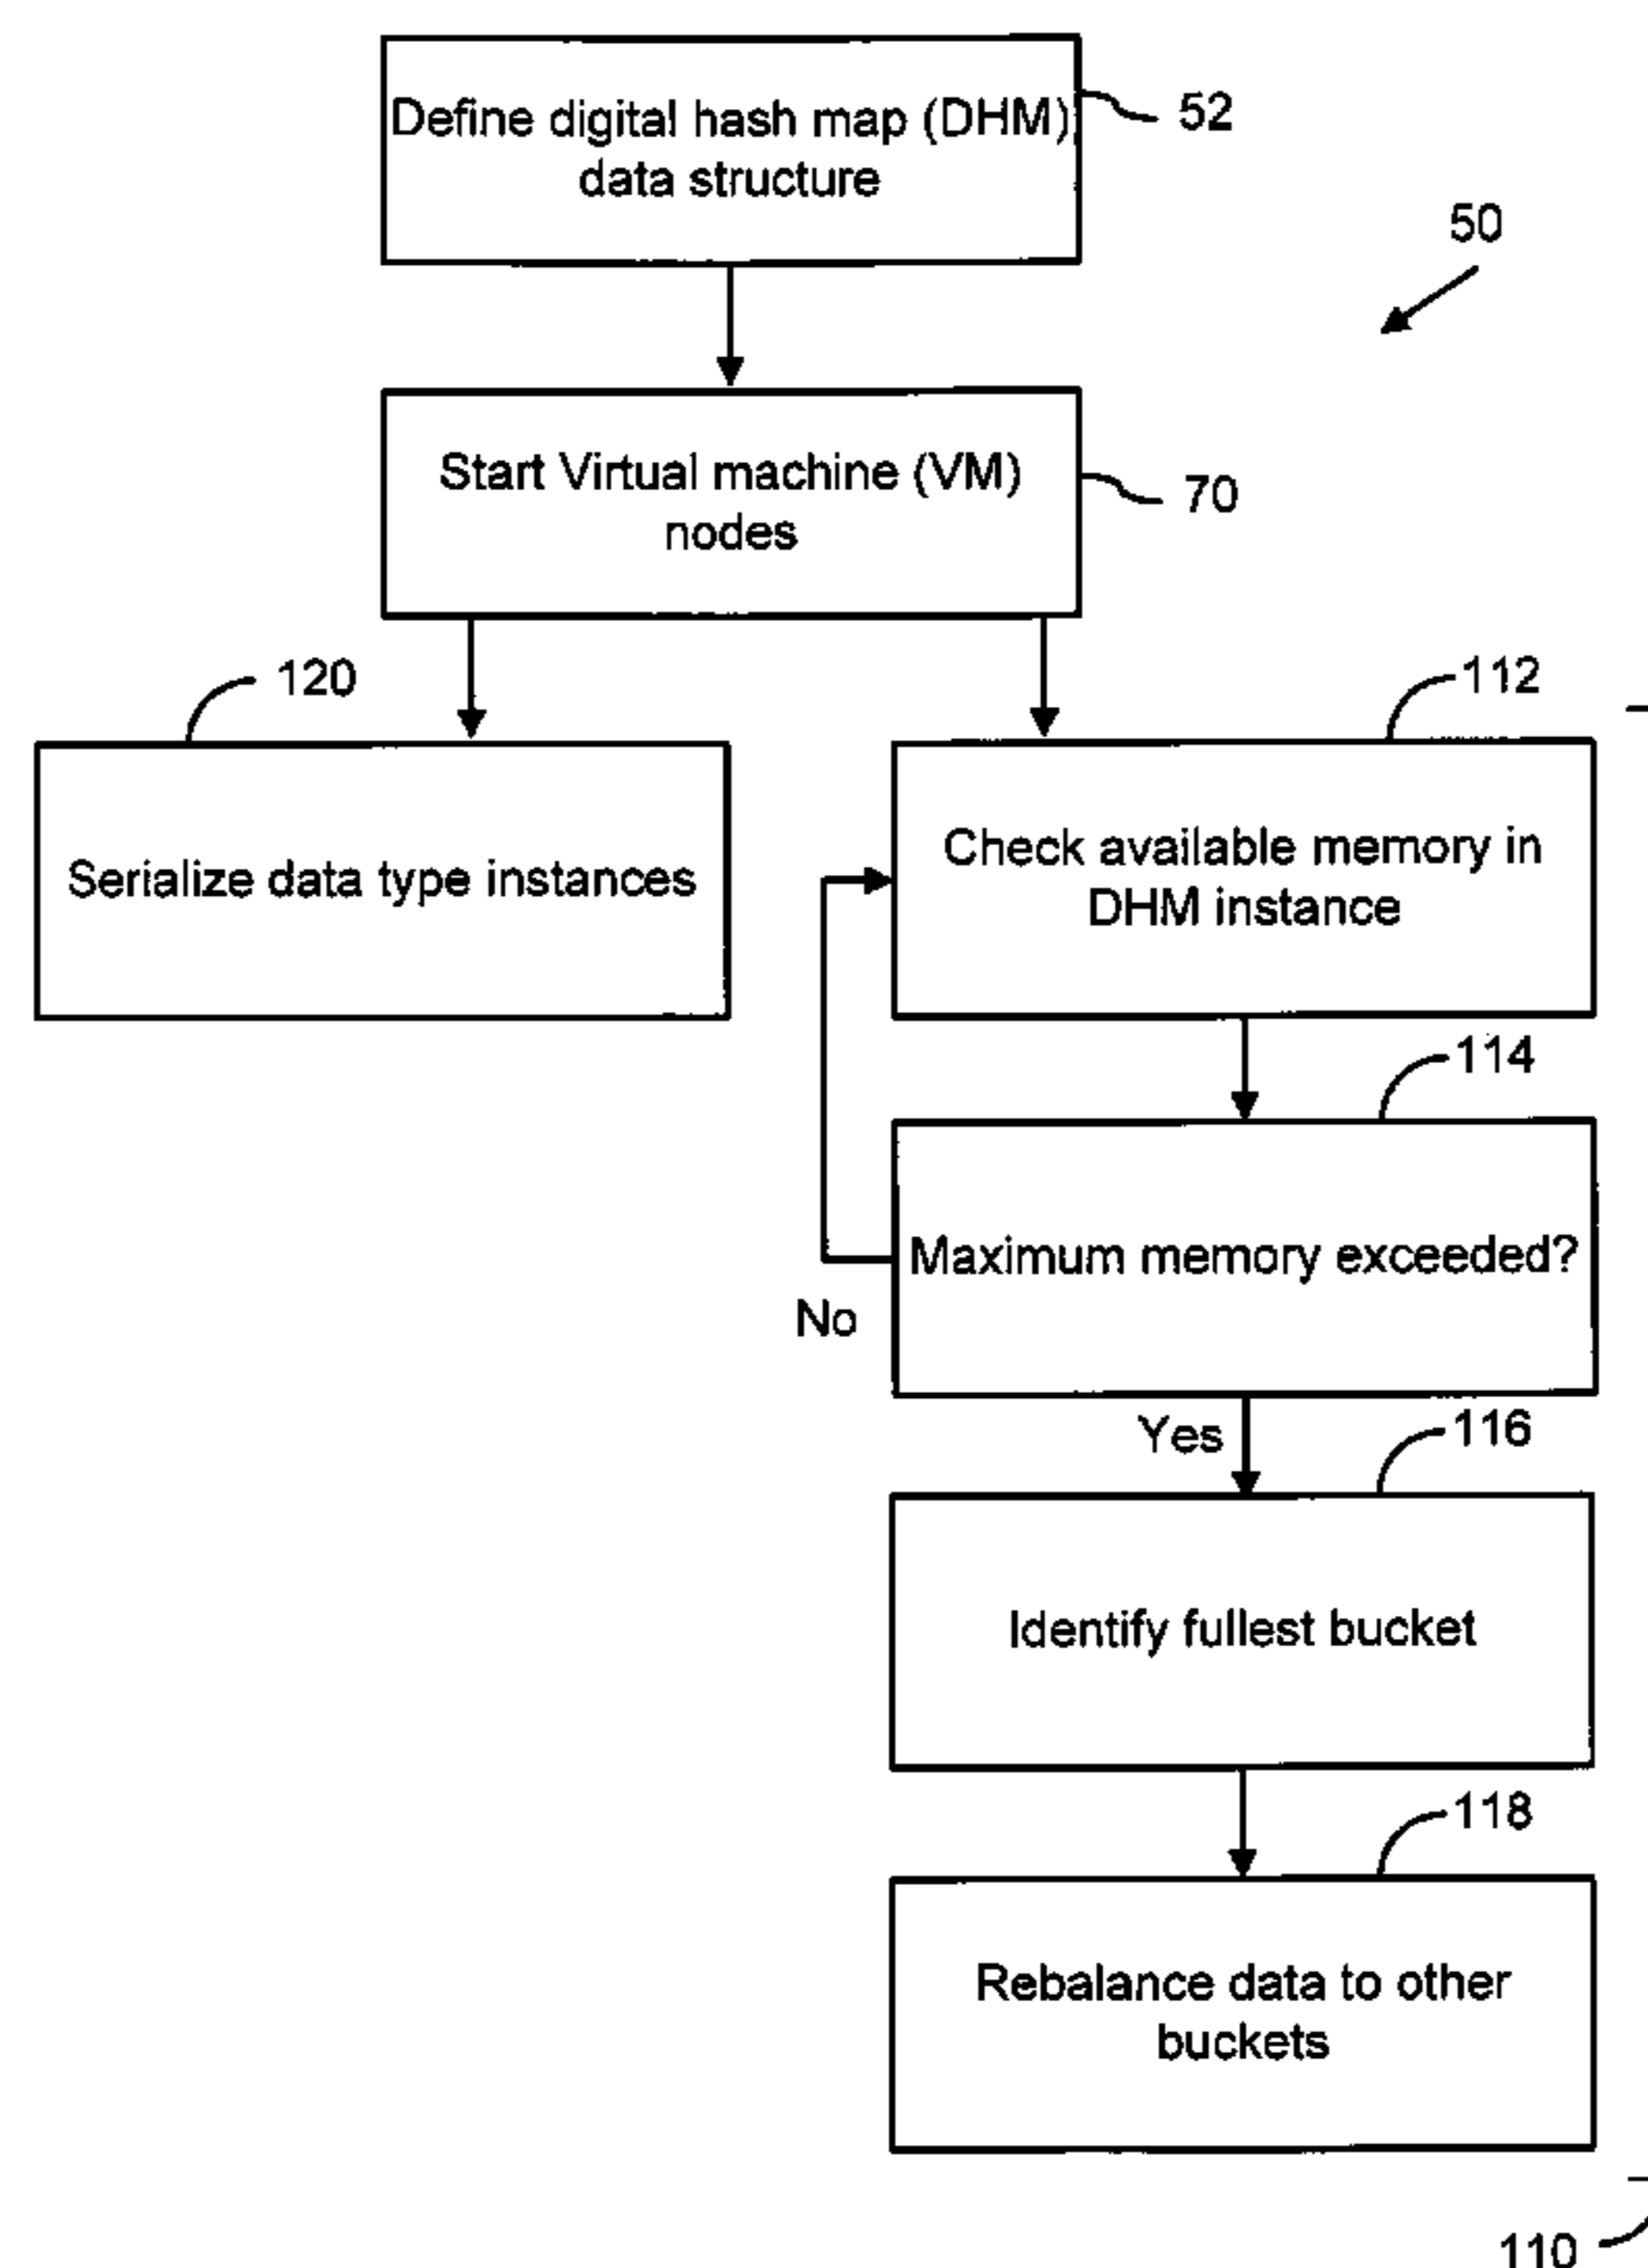 Define digital hash map (DHM)
data structure
52
50
Start Virtual machine (VM)
nodes
70
120
112
Serialize data type instances
Check available memory in
DHM instance
114
Maximum memory exceeded?
No
Yes
116
Identify fullest bucket
118
Rebalance data to other
buckets
110